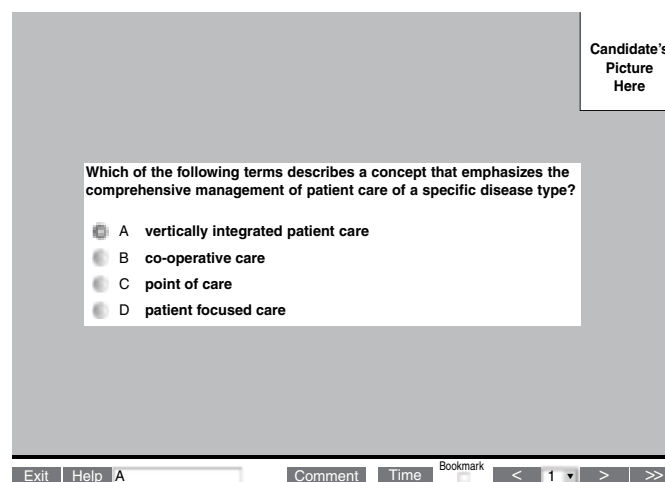 Candidate's
Picture
Here
Which of the following terms describes a concept that emphasizes the
comprehensive management of patient care of a specific disease type?
A vertically integrated patient care
B co-operative care
C point of care
D patient focused care
Exit Help A Comment Time Bookmark < 1 ▼ > >>